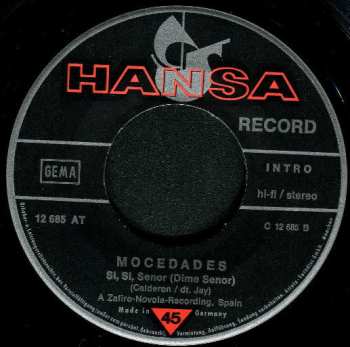 HANSA
RECORD
GEMA
INTRO
hi-fi / stereo
12 685 AT
C 12 685 B
MOCEDADES
SI, SI, Senor (Dime Senor)
(Calderon / dt. Jay)
A Zafiro-Novola-Recording, Spain
Made in Germany
45